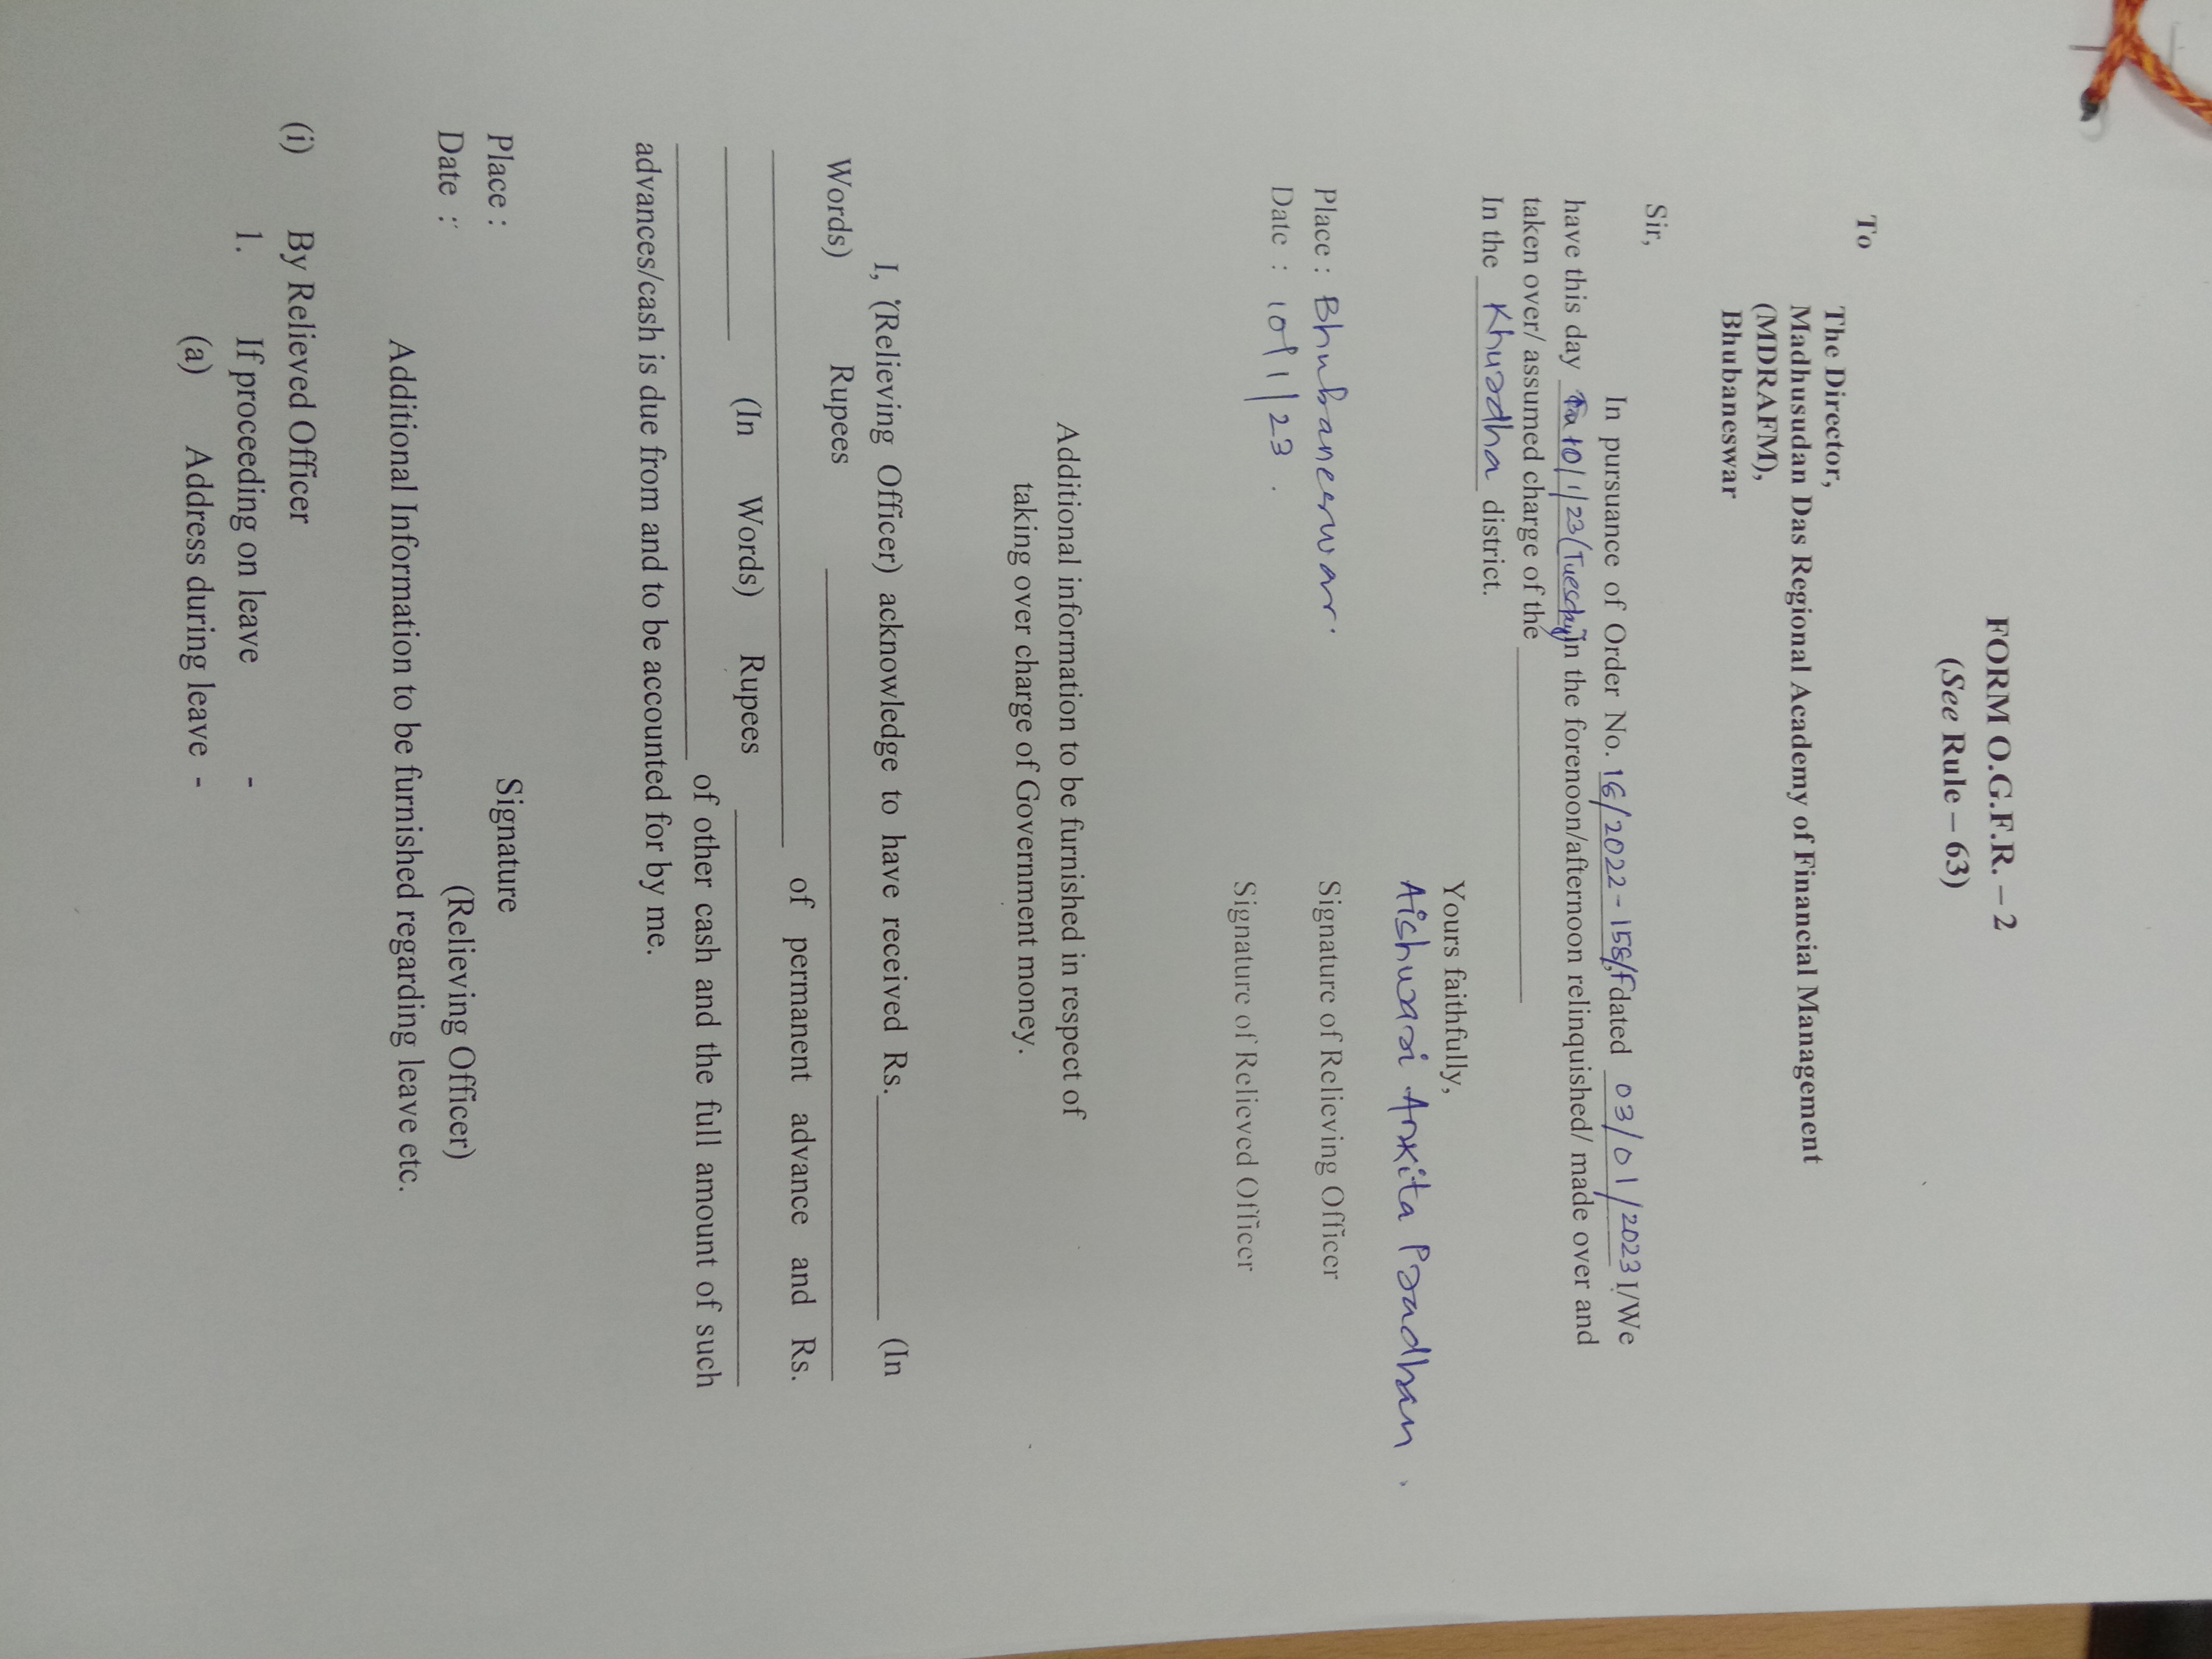 FORM O.G.F.R. – 2
(See Rule – 63)
To
The Director,
Madhusudan Das Regional Academy of Financial Management
(MDRAFM),
Bhubaneswar
Sir,
In pursuance of Order No. 16/2022-158/F, dated 03/01/2023 I/We
have this day 10/1/23 (Tuesday) in the forenoon/afternoon relinquished/ made over and
taken over/ assumed charge of the
In the Khurdha district.
Yours faithfully,
Aishwari Ankita Pradhan.
Place : Bhubaneswar.
Signature of Relieving Officer
Date : 10/1/23.
Signature of Relieved Officer
Additional information to be furnished in respect of
taking over charge of Government money.
I, (Relieving Officer) acknowledge to have received Rs. (In
Words) Rupees
of permanent advance and Rs.
(In Words) Rupees
of other cash and the full amount of such
advances/cash is due from and to be accounted for by me.
Signature
Place :
Date :
(Relieving Officer)
Additional Information to be furnished regarding leave etc.
(i) By Relieved Officer
1. If proceeding on leave -
(a) Address during leave -